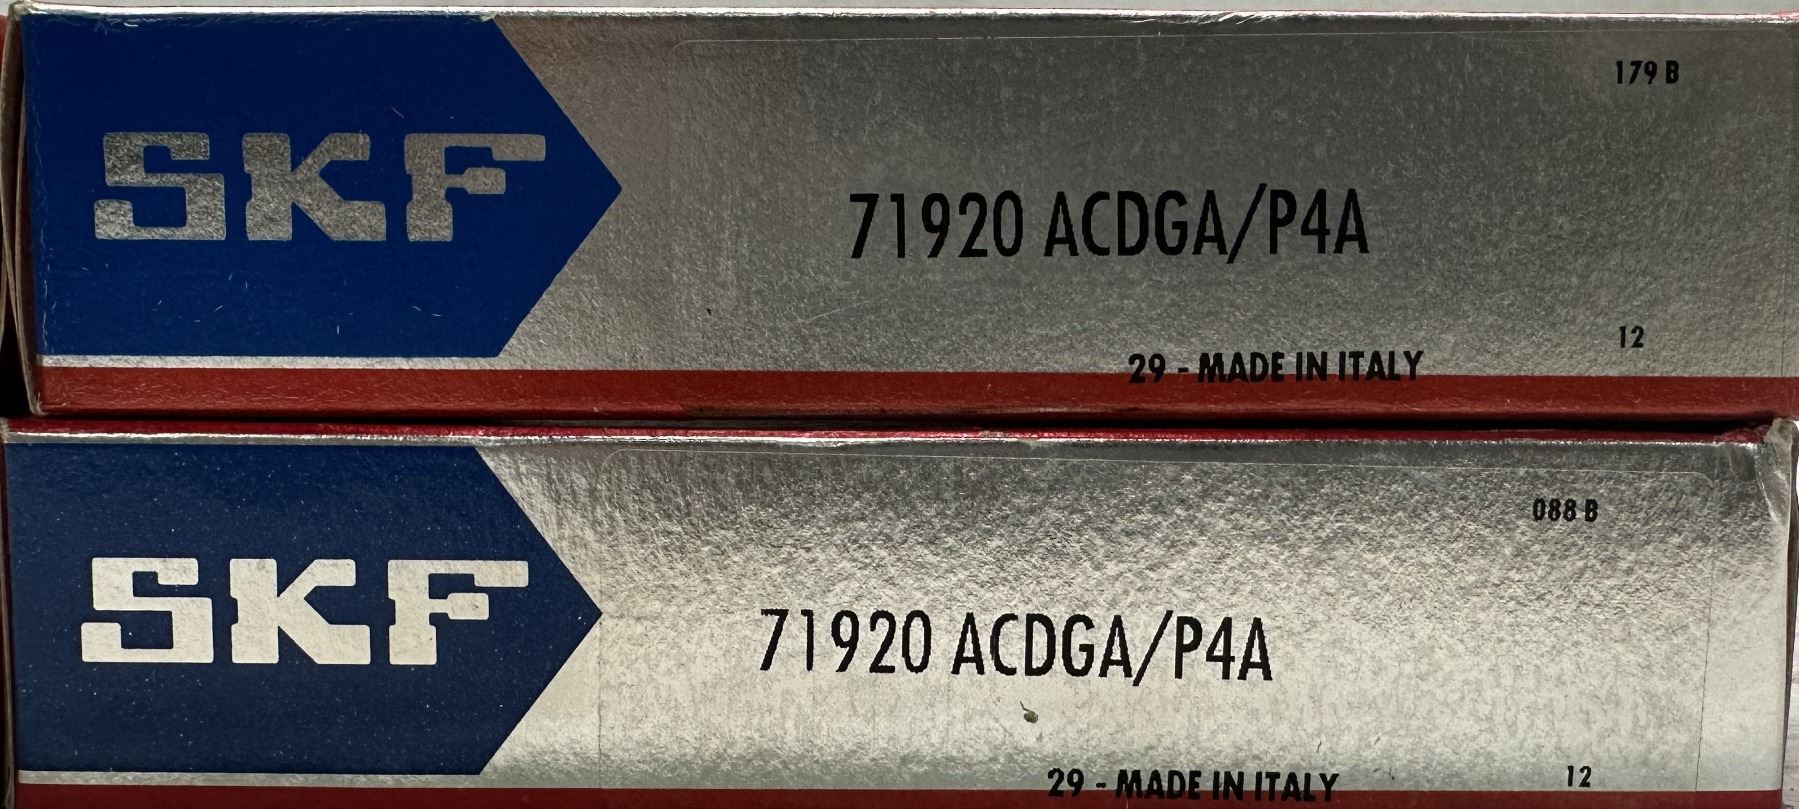 179 B
SKF
71920 ACDGA/P4A
12
29 - MADE IN ITALY
088 B
SKF
71920 ACDGA/P4A
12
29 - MADE IN ITALY